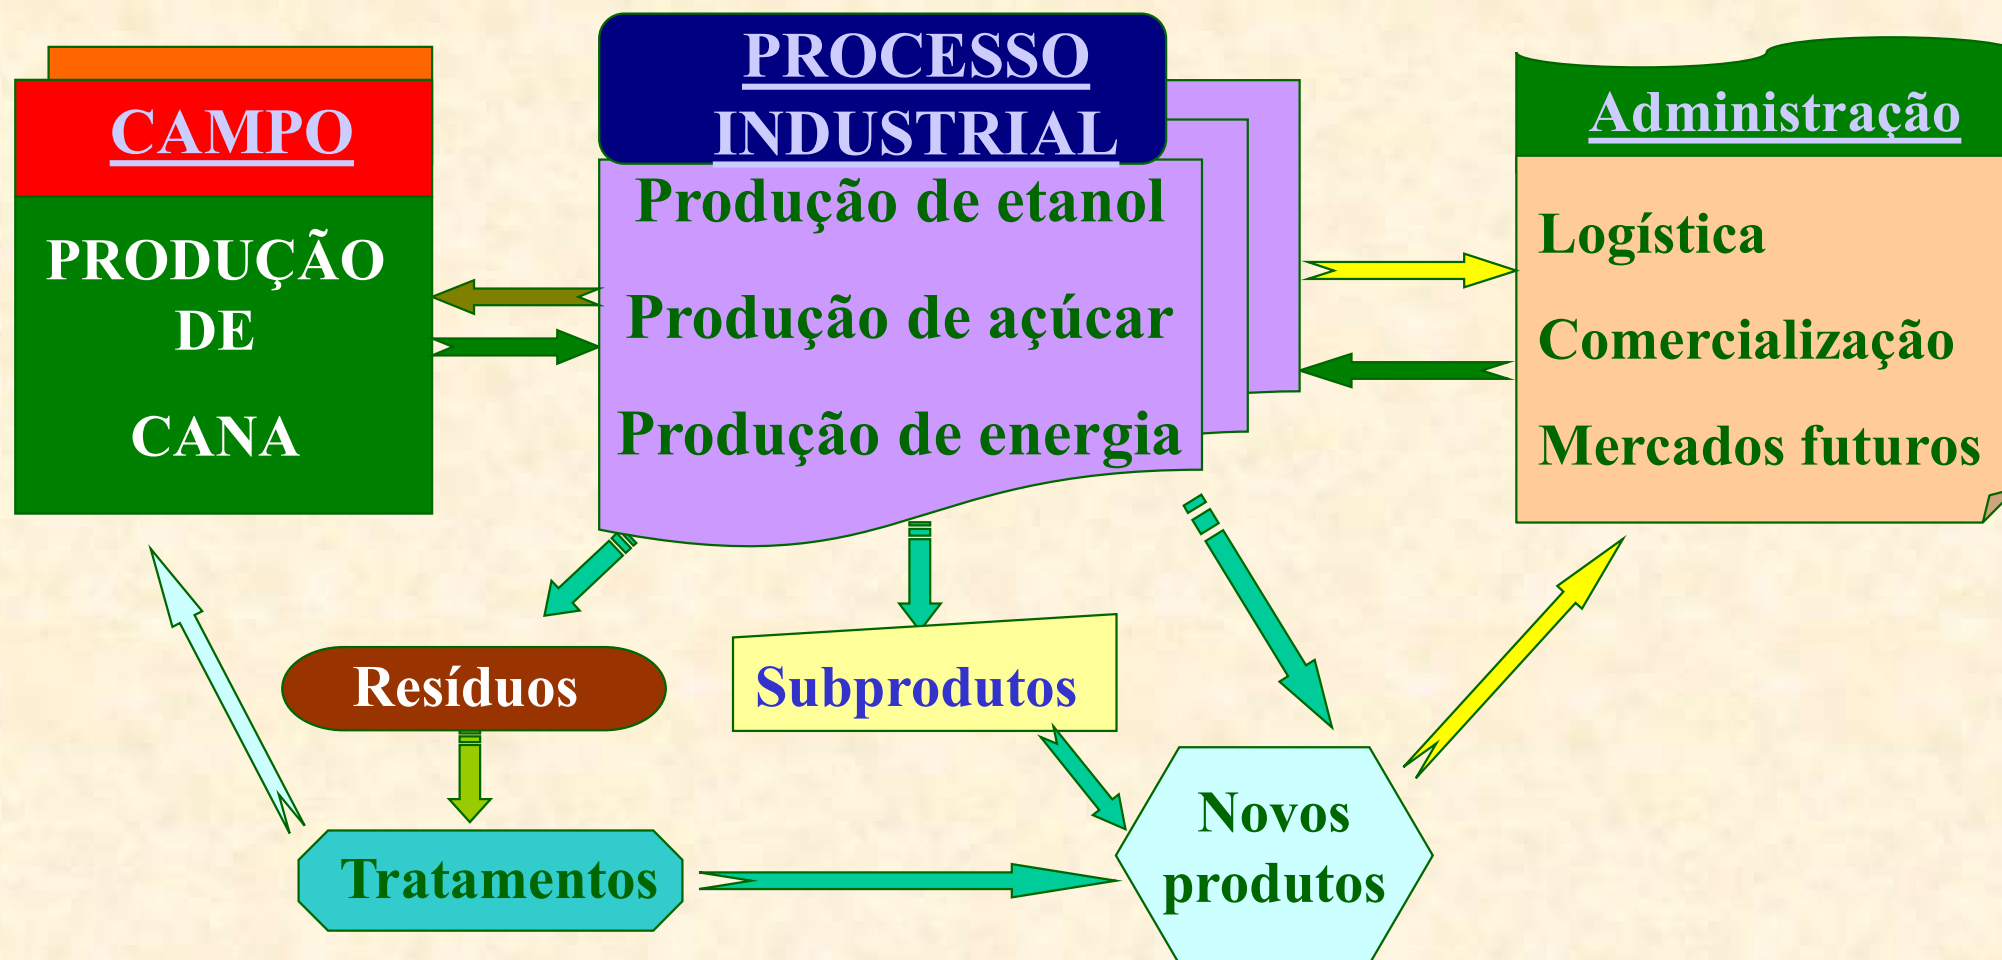 CAMPO
PRODUÇÃO
DE
CANA
PROCESSO
INDUSTRIAL
Produção de etanol
Produção de açúcar
Produção de energia
Administração
Logística
Comercialização
Mercados futuros
Resíduos
Subprodutos
Tratamentos
Novos
produtos